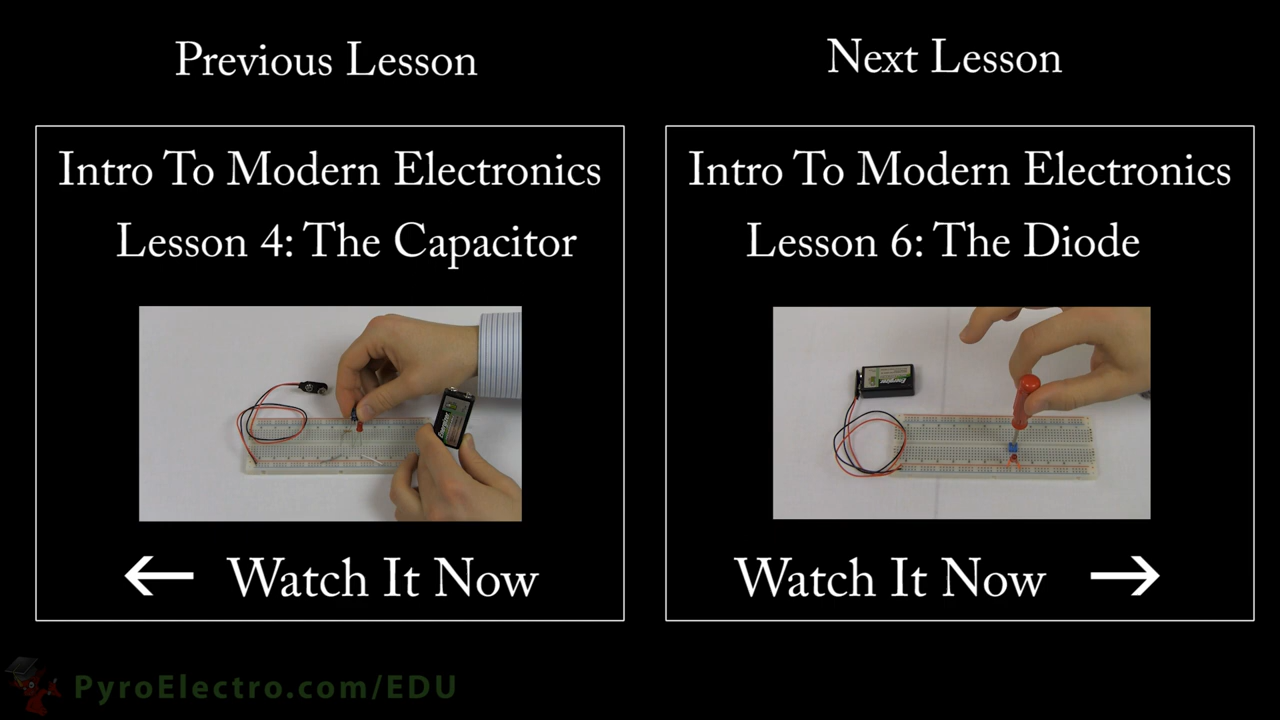 Previous Lesson
Intro To Modern Electronics
Lesson 4: The Capacitor
← Watch It Now
Next Lesson
Intro To Modern Electronics
Lesson 6: The Diode
Watch It Now →
PyroElectro.com/EDU